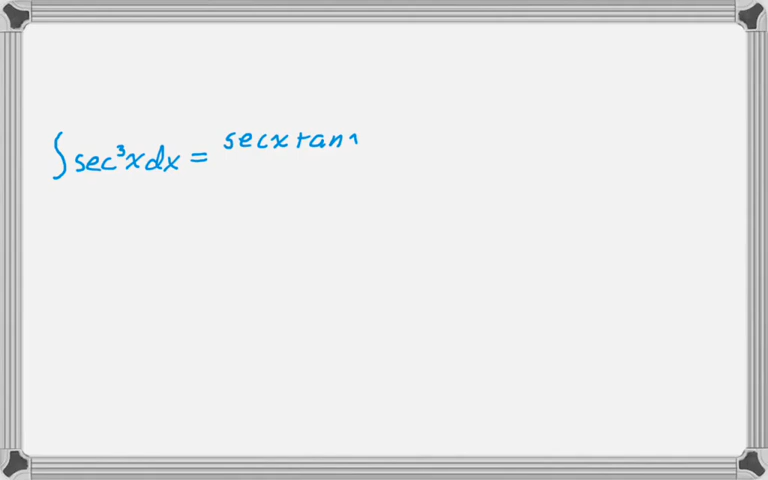 ∫ sec³x dx = secx tan